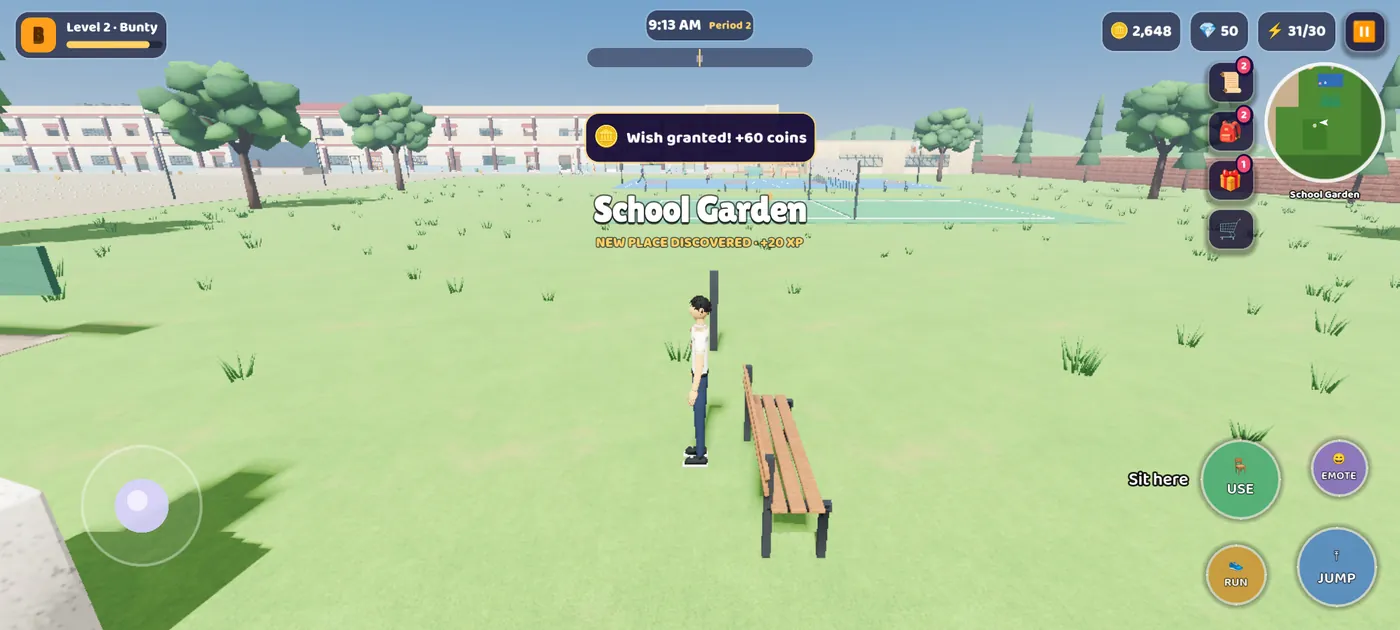 B
Level 2 · Bunty
9:13 AM Period 2
2,648
50
31/30
2
2
1
Wish granted! +60 coins
School Garden
NEW PLACE DISCOVERED · +20 XP
School Garden
Sit here
USE
EMOTE
RUN
JUMP